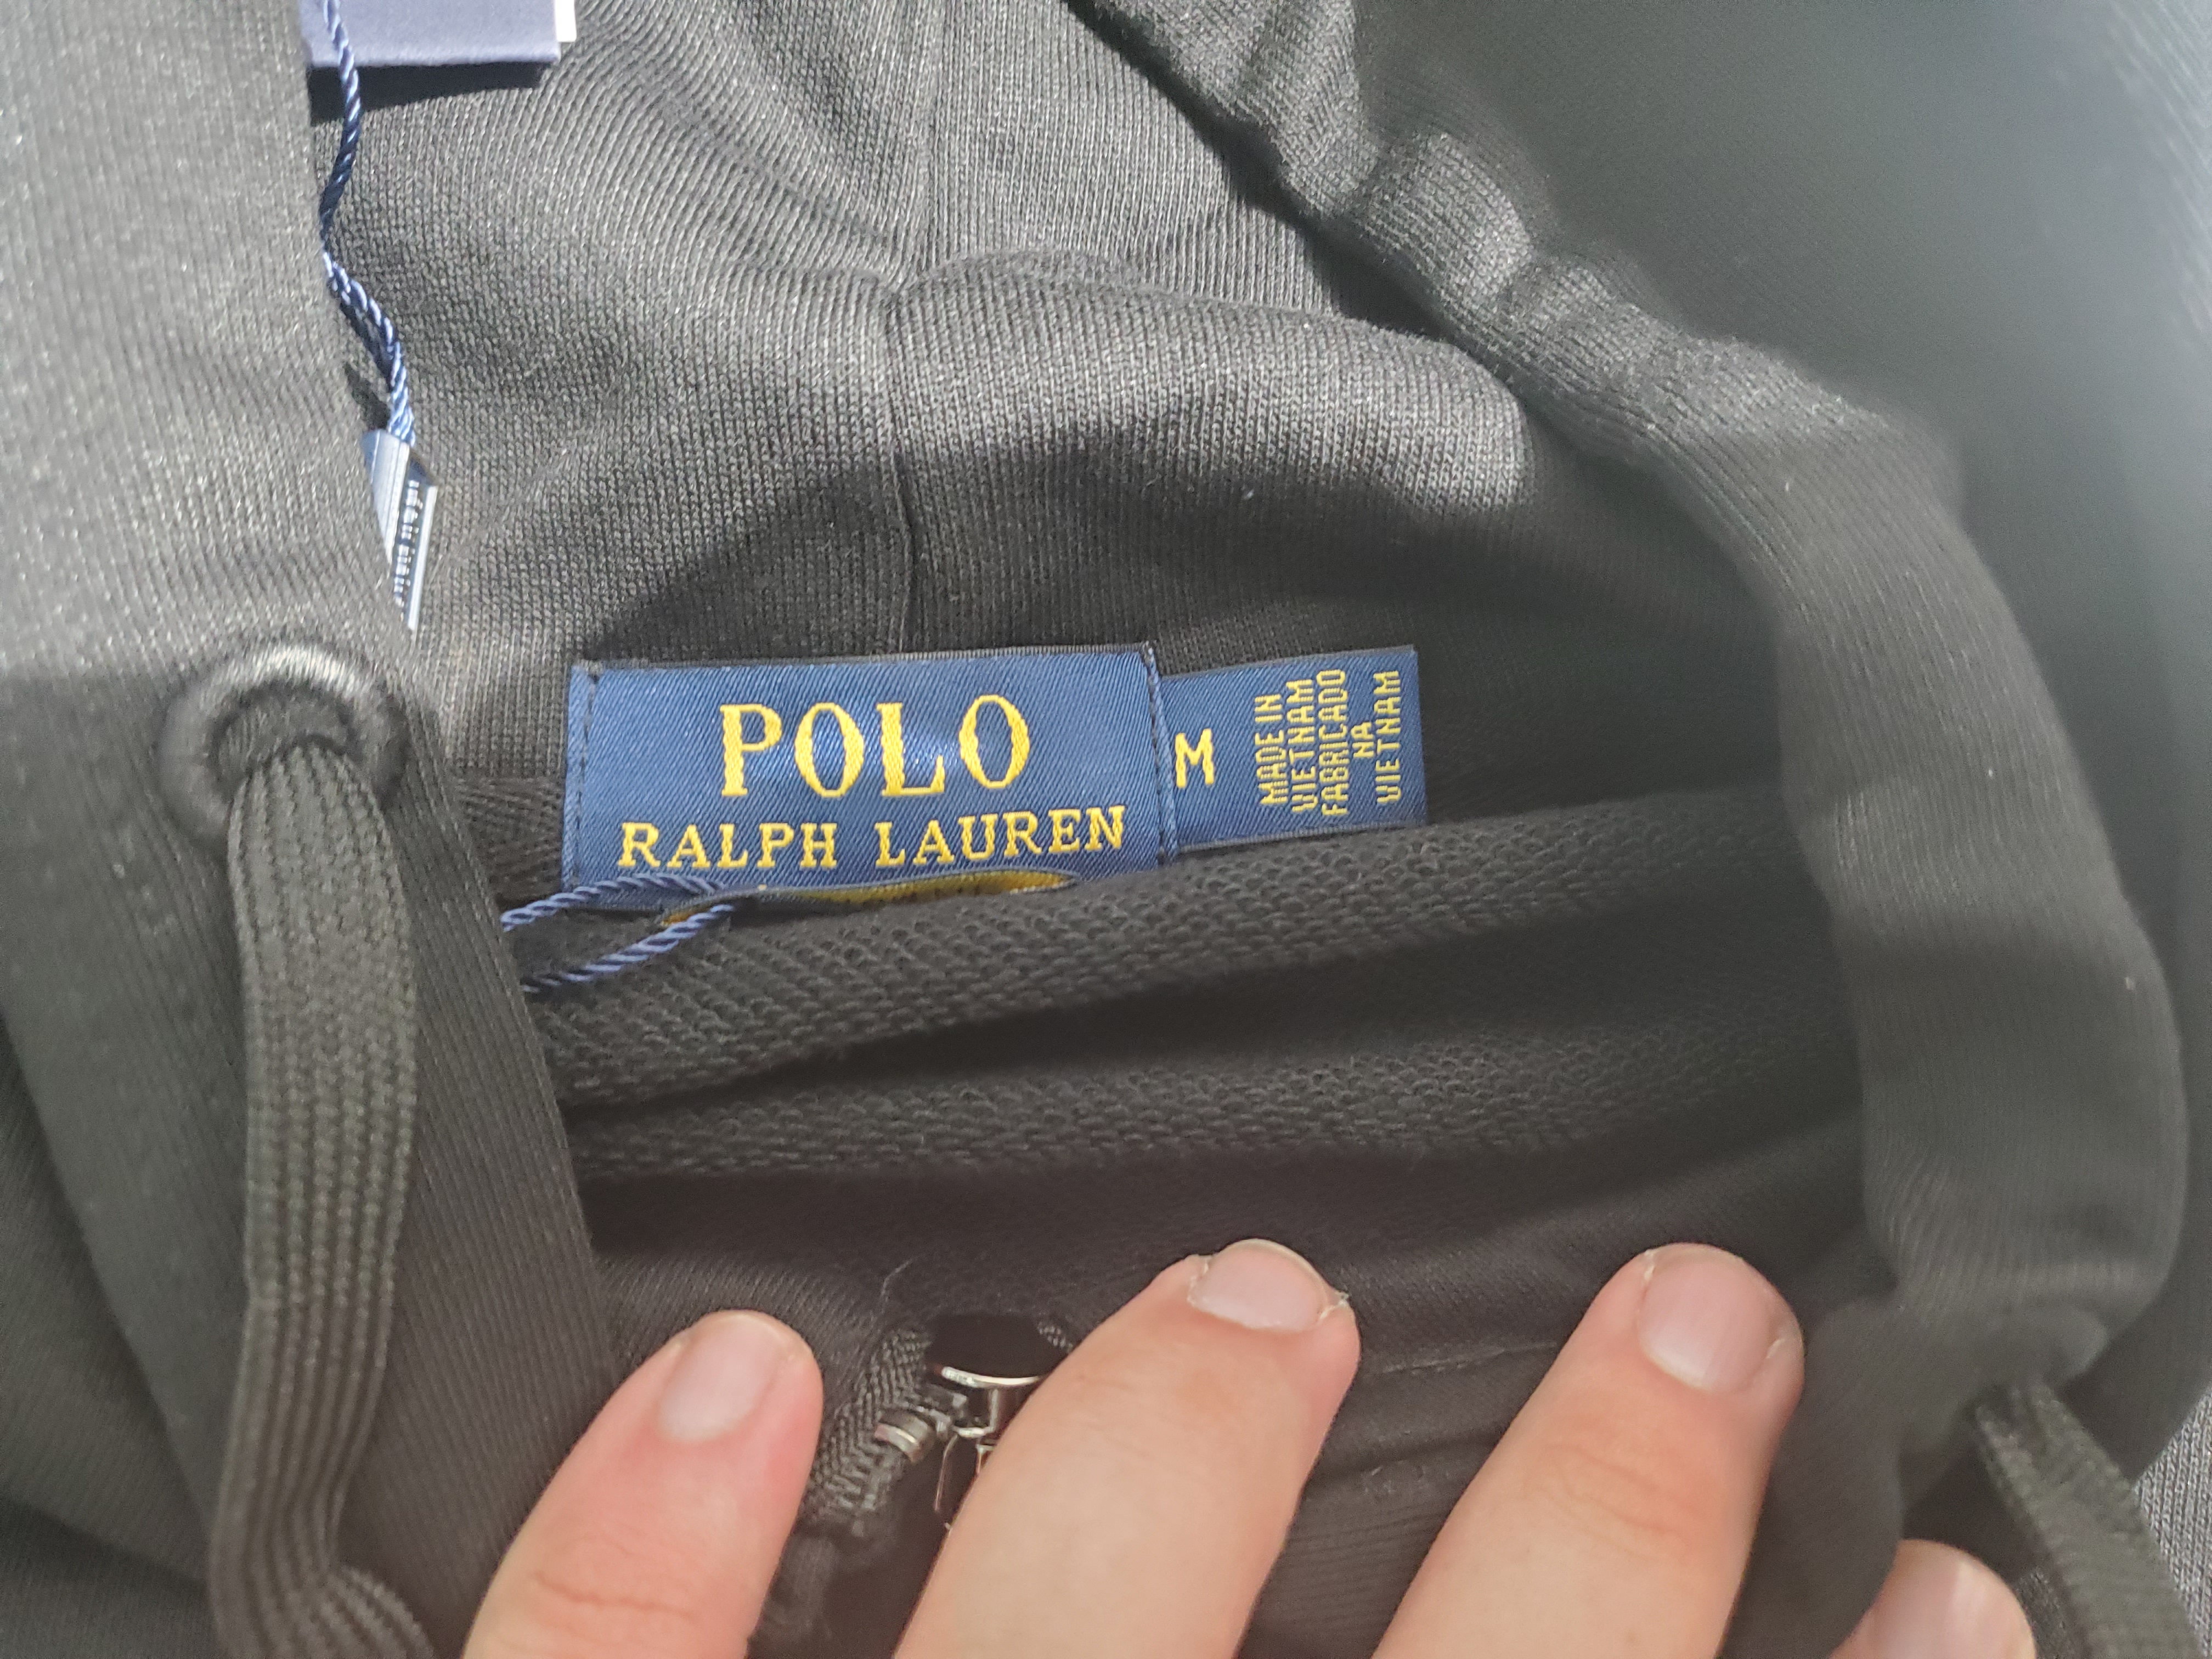 POLO
RALPH LAUREN
M
MADE IN
VIETNAM
FABRICADO
NA
VIETNAM